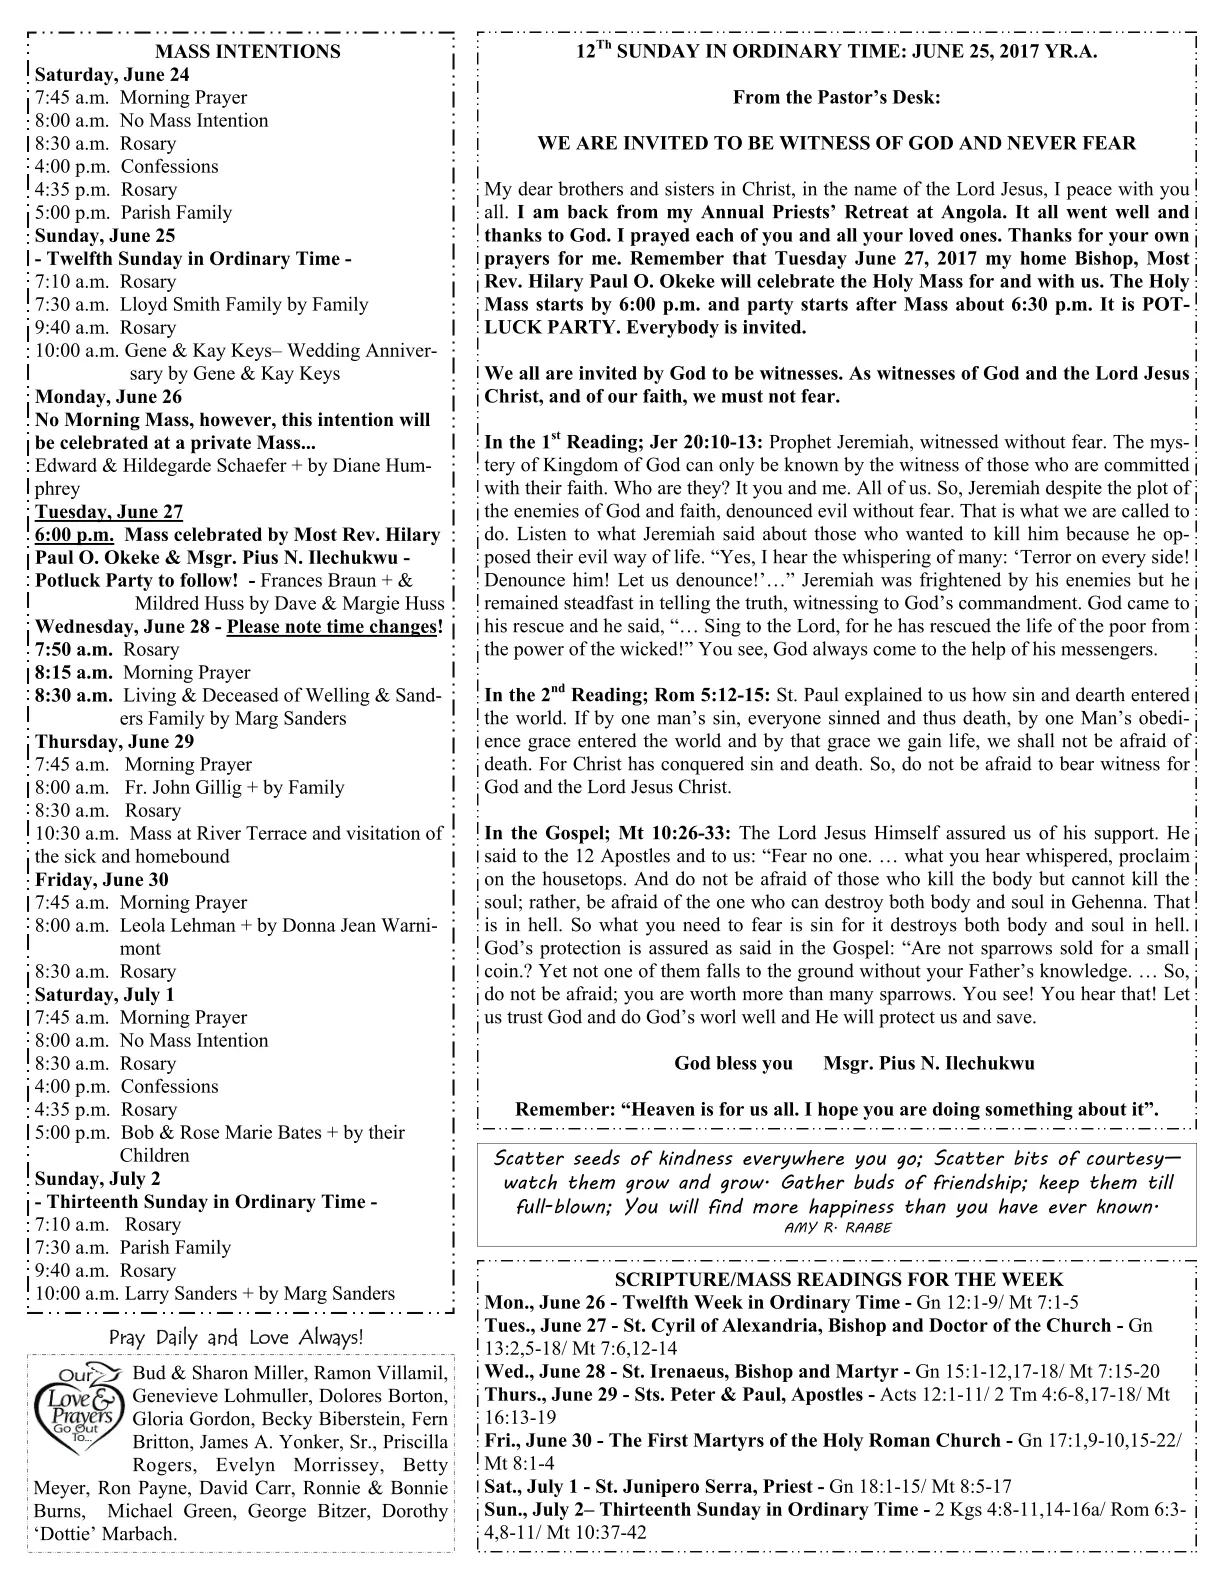 MASS INTENTIONS
Saturday, June 24
7:45 a.m. Morning Prayer
8:00 a.m. No Mass Intention
8:30 a.m. Rosary
4:00 p.m. Confessions
4:35 p.m. Rosary
5:00 p.m. Parish Family
Sunday, June 25
- Twelfth Sunday in Ordinary Time -
7:10 a.m. Rosary
7:30 a.m. Lloyd Smith Family by Family
9:40 a.m. Rosary
10:00 a.m. Gene & Kay Keys– Wedding Anniver-
sary by Gene & Kay Keys
Monday, June 26
No Morning Mass, however, this intention will
be celebrated at a private Mass...
Edward & Hildegarde Schaefer + by Diane Hum-
phrey
Tuesday, June 27
6:00 p.m. Mass celebrated by Most Rev. Hilary
Paul O. Okeke & Msgr. Pius N. Ilechukwu -
Potluck Party to follow! - Frances Braun + &
Mildred Huss by Dave & Margie Huss
Wednesday, June 28 - Please note time changes!
7:50 a.m. Rosary
8:15 a.m. Morning Prayer
8:30 a.m. Living & Deceased of Welling & Sand-
ers Family by Marg Sanders
Thursday, June 29
7:45 a.m. Morning Prayer
8:00 a.m. Fr. John Gillig + by Family
8:30 a.m. Rosary
10:30 a.m. Mass at River Terrace and visitation of
the sick and homebound
Friday, June 30
7:45 a.m. Morning Prayer
8:00 a.m. Leola Lehman + by Donna Jean Warni-
mont
8:30 a.m. Rosary
Saturday, July 1
7:45 a.m. Morning Prayer
8:00 a.m. No Mass Intention
8:30 a.m. Rosary
4:00 p.m. Confessions
4:35 p.m. Rosary
5:00 p.m. Bob & Rose Marie Bates + by their
Children
Sunday, July 2
- Thirteenth Sunday in Ordinary Time -
7:10 a.m. Rosary
7:30 a.m. Parish Family
9:40 a.m. Rosary
10:00 a.m. Larry Sanders + by Marg Sanders
Pray Daily and Love Always!
Our
Love &
Prayers
Go Out
To...
Bud & Sharon Miller, Ramon Villamil,
Genevieve Lohmuller, Dolores Borton,
Gloria Gordon, Becky Biberstein, Fern
Britton, James A. Yonker, Sr., Priscilla
Rogers, Evelyn Morrissey, Betty
Meyer, Ron Payne, David Carr, Ronnie & Bonnie
Burns, Michael Green, George Bitzer, Dorothy
‘Dottie’ Marbach.
12Th SUNDAY IN ORDINARY TIME: JUNE 25, 2017 YR.A.
From the Pastor’s Desk:
WE ARE INVITED TO BE WITNESS OF GOD AND NEVER FEAR
My dear brothers and sisters in Christ, in the name of the Lord Jesus, I peace with you
all. I am back from my Annual Priests’ Retreat at Angola. It all went well and
thanks to God. I prayed each of you and all your loved ones. Thanks for your own
prayers for me. Remember that Tuesday June 27, 2017 my home Bishop, Most
Rev. Hilary Paul O. Okeke will celebrate the Holy Mass for and with us. The Holy
Mass starts by 6:00 p.m. and party starts after Mass about 6:30 p.m. It is POT-
LUCK PARTY. Everybody is invited.
We all are invited by God to be witnesses. As witnesses of God and the Lord Jesus
Christ, and of our faith, we must not fear.
In the 1st Reading; Jer 20:10-13: Prophet Jeremiah, witnessed without fear. The mys-
tery of Kingdom of God can only be known by the witness of those who are committed
with their faith. Who are they? It you and me. All of us. So, Jeremiah despite the plot of
the enemies of God and faith, denounced evil without fear. That is what we are called to
do. Listen to what Jeremiah said about those who wanted to kill him because he op-
posed their evil way of life. “Yes, I hear the whispering of many: ‘Terror on every side!
Denounce him! Let us denounce!’…” Jeremiah was frightened by his enemies but he
remained steadfast in telling the truth, witnessing to God’s commandment. God came to
his rescue and he said, “… Sing to the Lord, for he has rescued the life of the poor from
the power of the wicked!” You see, God always come to the help of his messengers.
In the 2nd Reading; Rom 5:12-15: St. Paul explained to us how sin and dearth entered
the world. If by one man’s sin, everyone sinned and thus death, by one Man’s obedi-
ence grace entered the world and by that grace we gain life, we shall not be afraid of
death. For Christ has conquered sin and death. So, do not be afraid to bear witness for
God and the Lord Jesus Christ.
In the Gospel; Mt 10:26-33: The Lord Jesus Himself assured us of his support. He
said to the 12 Apostles and to us: “Fear no one. … what you hear whispered, proclaim
on the housetops. And do not be afraid of those who kill the body but cannot kill the
soul; rather, be afraid of the one who can destroy both body and soul in Gehenna. That
is in hell. So what you need to fear is sin for it destroys both body and soul in hell.
God’s protection is assured as said in the Gospel: “Are not sparrows sold for a small
coin.? Yet not one of them falls to the ground without your Father’s knowledge. … So,
do not be afraid; you are worth more than many sparrows. You see! You hear that! Let
us trust God and do God’s worl well and He will protect us and save.
God bless you Msgr. Pius N. Ilechukwu
Remember: “Heaven is for us all. I hope you are doing something about it”.
Scatter seeds of kindness everywhere you go; Scatter bits of courtesy—
watch them grow and grow. Gather buds of friendship; keep them till
full-blown; You will find more happiness than you have ever known.
AMY R. RAABE
SCRIPTURE/MASS READINGS FOR THE WEEK
Mon., June 26 - Twelfth Week in Ordinary Time - Gn 12:1-9/ Mt 7:1-5
Tues., June 27 - St. Cyril of Alexandria, Bishop and Doctor of the Church - Gn
13:2,5-18/ Mt 7:6,12-14
Wed., June 28 - St. Irenaeus, Bishop and Martyr - Gn 15:1-12,17-18/ Mt 7:15-20
Thurs., June 29 - Sts. Peter & Paul, Apostles - Acts 12:1-11/ 2 Tm 4:6-8,17-18/ Mt
16:13-19
Fri., June 30 - The First Martyrs of the Holy Roman Church - Gn 17:1,9-10,15-22/
Mt 8:1-4
Sat., July 1 - St. Junipero Serra, Priest - Gn 18:1-15/ Mt 8:5-17
Sun., July 2– Thirteenth Sunday in Ordinary Time - 2 Kgs 4:8-11,14-16a/ Rom 6:3-
4,8-11/ Mt 10:37-42